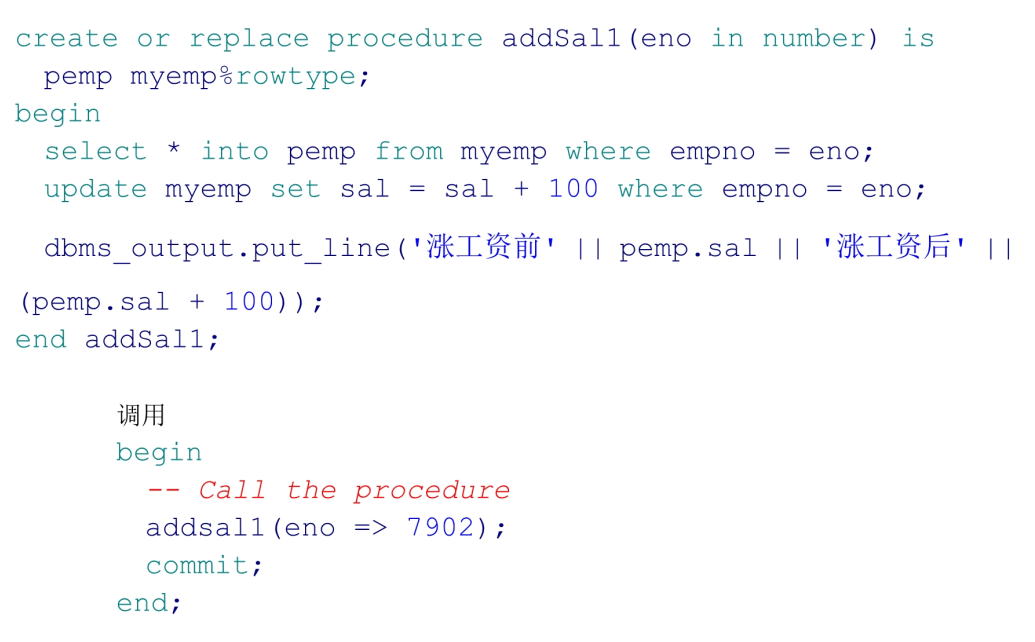 create or replace procedure addSal1(eno in number) is
pemp myemp%rowtype;
begin
select * into pemp from myemp where empno = eno;
update myemp set sal = sal + 100 where empno = eno;
dbms_output.put_line('涨工资前' || pemp.sal || '涨工资后' ||
(pemp.sal + 100));
end addSal1;
调用
begin
-- Call the procedure
addsal1(eno => 7902);
commit;
end;